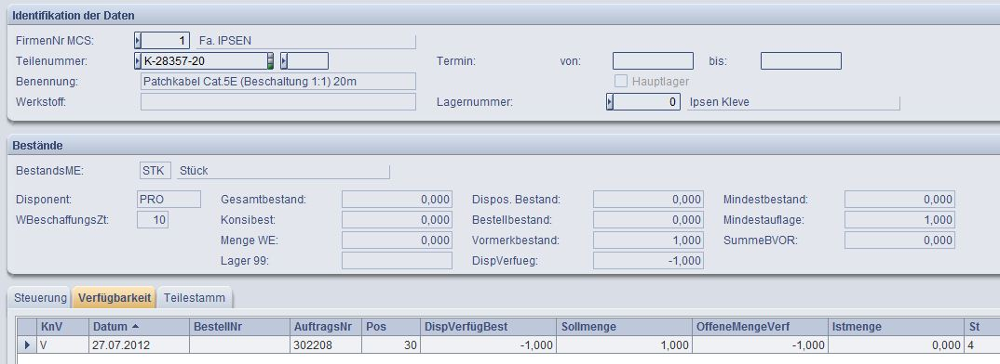 Identifikation der Daten
FirmenNr MCS: 1 Fa. IPSEN
Teilenummer: K-28357-20 Termin: von: bis:
Benennung: Patchkabel Cat.5E (Beschaltung 1:1) 20m Hauptlager
Werkstoff: Lagernummer: 0 Ipsen Kleve
Bestände
BestandsME: STK Stück
Disponent: PRO Gesamtbestand: 0,000 Dispos. Bestand: 0,000 Mindestbestand: 0,000
WBeschaffungsZt: 10 Konsibest: 0,000 Bestellbestand: 0,000 Mindestauflage: 1,000
Menge WE: 0,000 Vormerkbestand: 1,000 SummeBVOR: 0,000
Lager 99: DispVerfueg: -1,000
Steuerung Verfügbarkeit Teilestamm
KnV Datum BestellNr AuftragsNr Pos DispVerfügBest Sollmenge OffeneMengeVerf Istmenge St
V 27.07.2012 302208 30 -1,000 1,000 -1,000 0,000 4